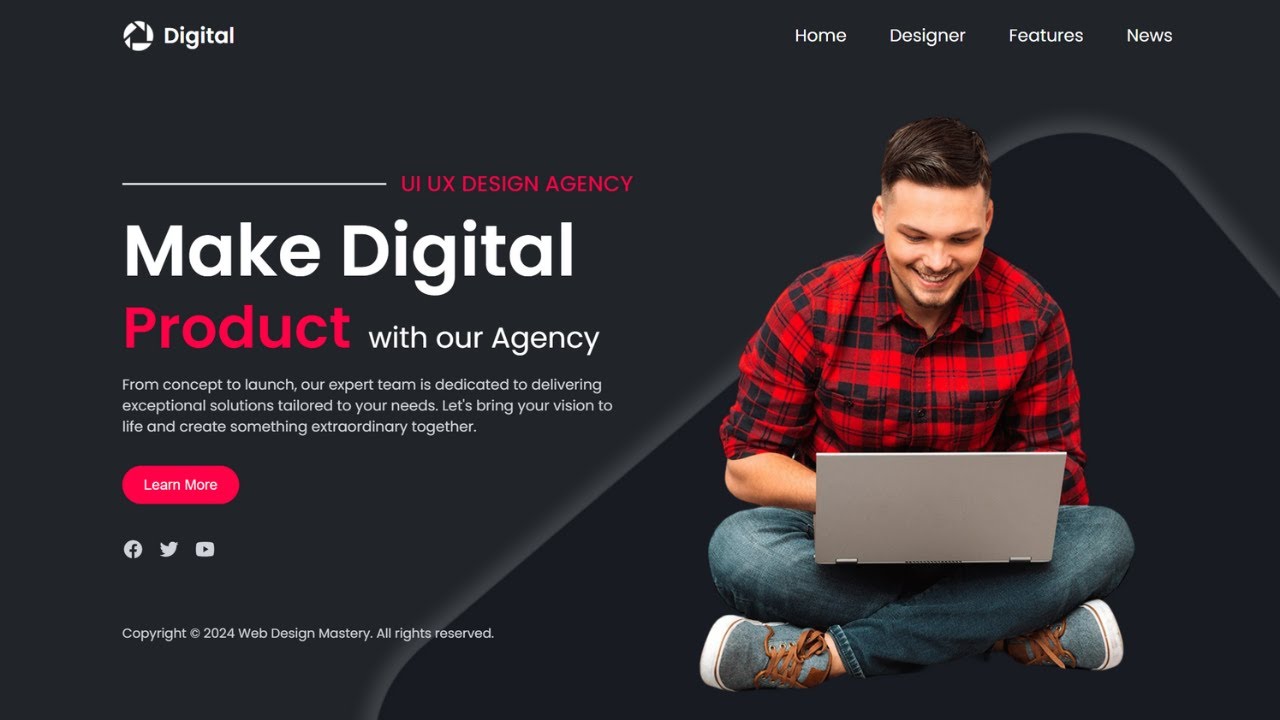 Digital
Home Designer Features News
UI UX DESIGN AGENCY
Make Digital
Product with our Agency
From concept to launch, our expert team is dedicated to delivering
exceptional solutions tailored to your needs. Let's bring your vision to
life and create something extraordinary together.
Learn More
Copyright © 2024 Web Design Mastery. All rights reserved.